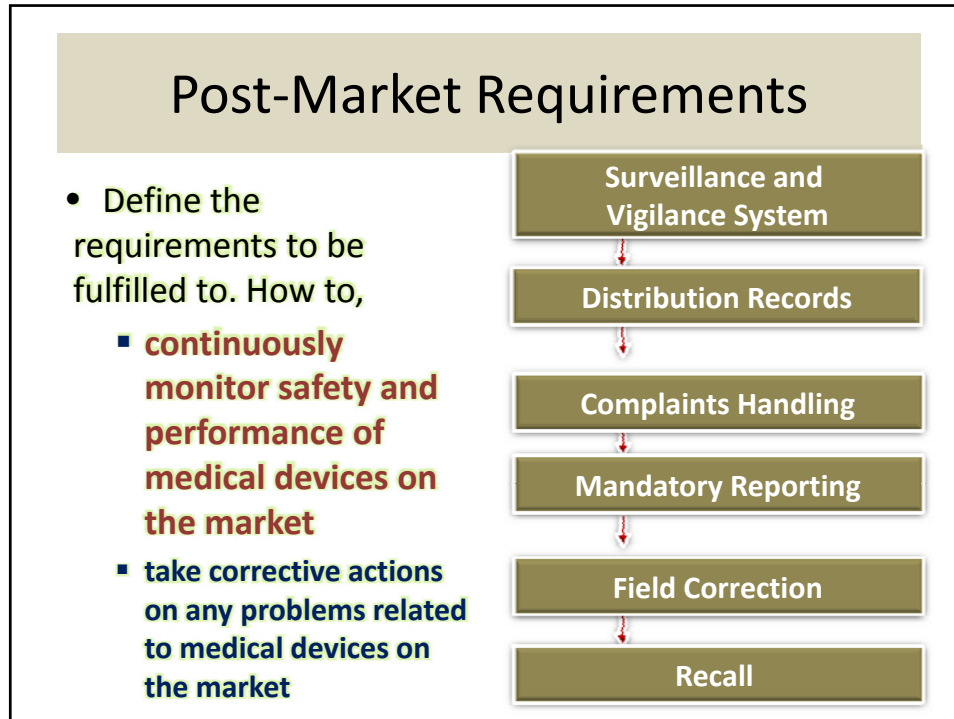 Post-Market Requirements
• Define the
requirements to be
fulfilled to. How to,
▪ continuously
monitor safety and
performance of
medical devices on
the market
▪ take corrective actions
on any problems related
to medical devices on
the market
Surveillance and
Vigilance System
Distribution Records
Complaints Handling
Mandatory Reporting
Field Correction
Recall